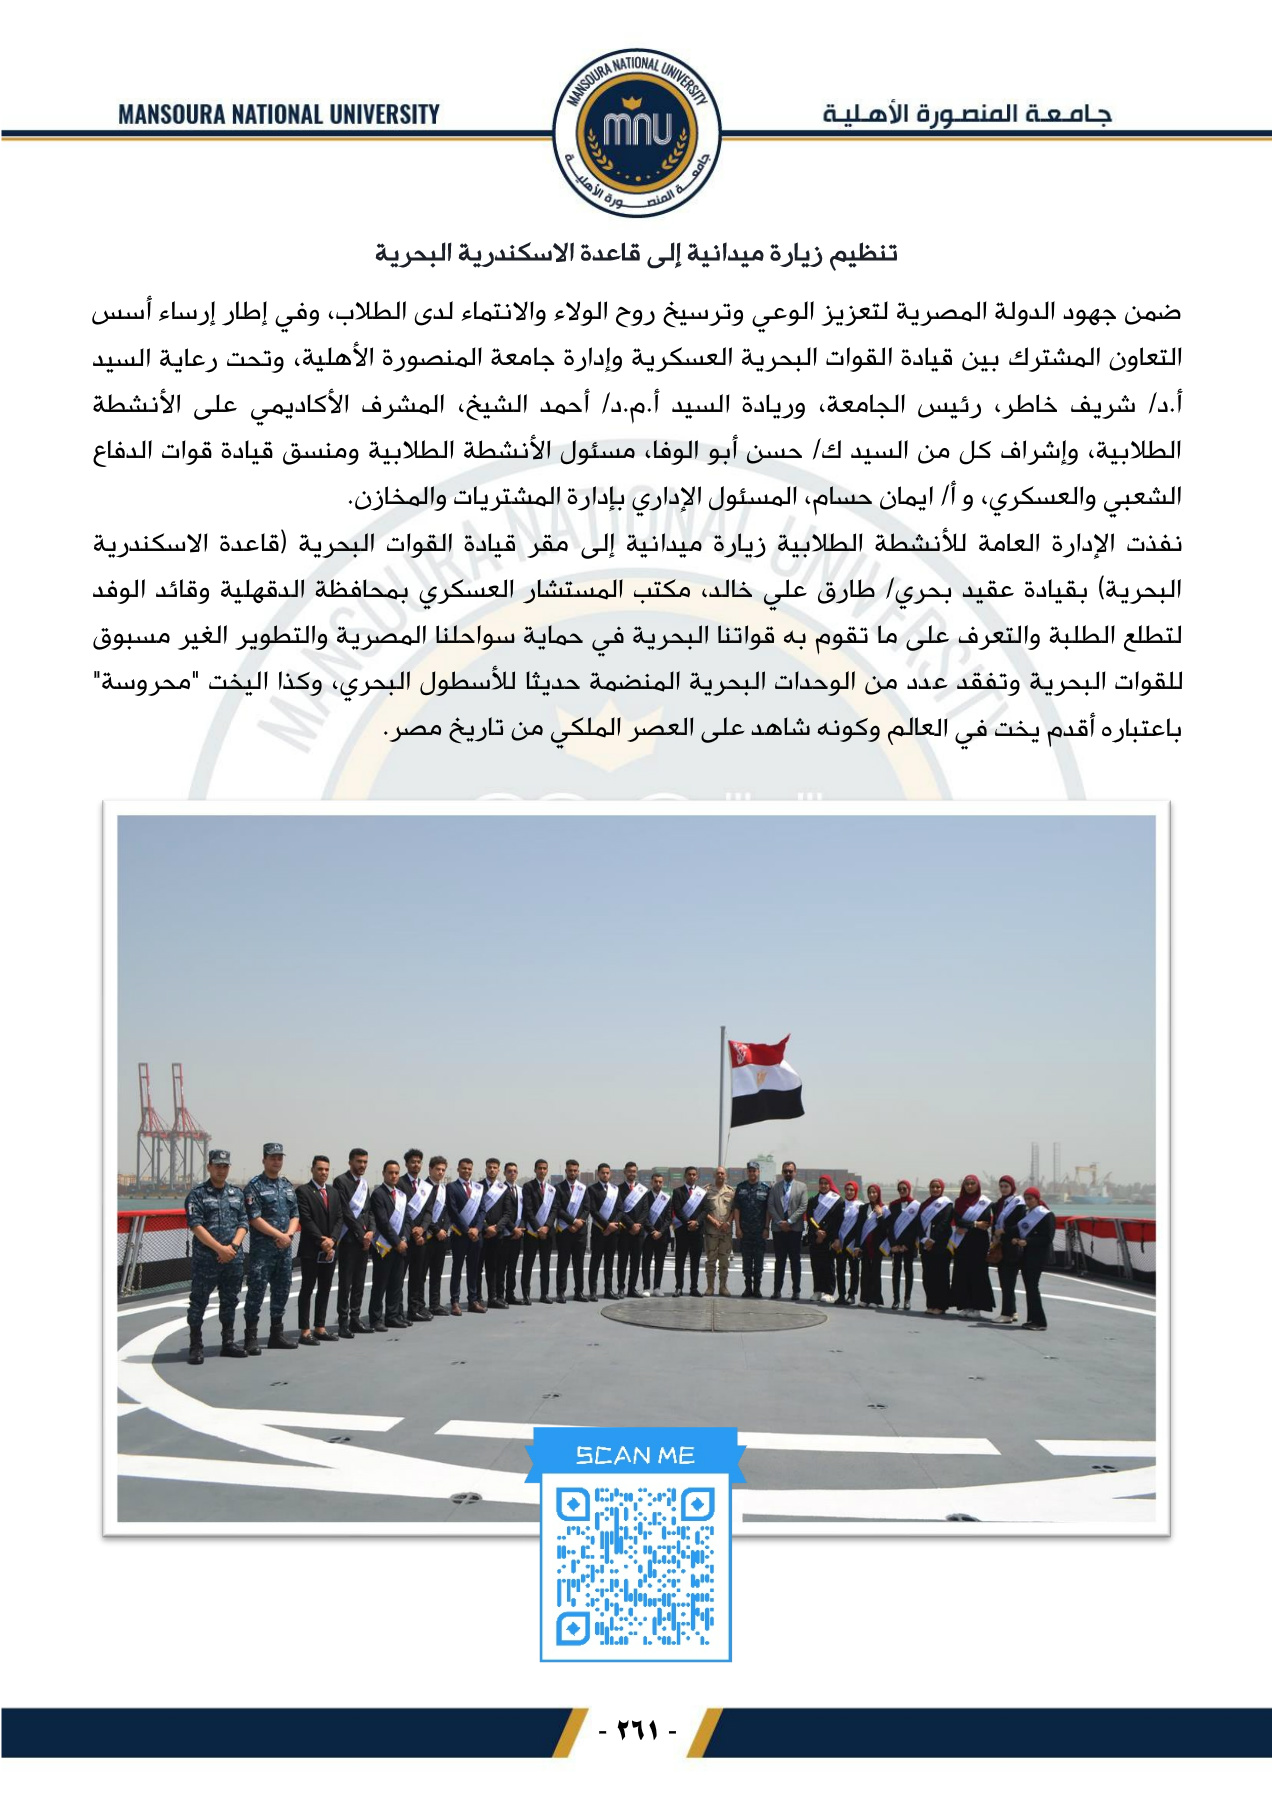 MANSOURA NATIONAL UNIVERSITY
MANSOURA NATIONAL UNIVERSITY
mnu
جامعة المنصورة الأهلية
جامعة المنصورة الأهلية
تنظيم زيارة ميدانية إلى قاعدة الاسكندرية البحرية
ضمن جهود الدولة المصرية لتعزيز الوعي وترسيخ روح الولاء والانتماء لدى الطلاب، وفي إطار إرساء أسس
التعاون المشترك بين قيادة القوات البحرية العسكرية وإدارة جامعة المنصورة الأهلية، وتحت رعاية السيد
أ.د/ شريف خاطر، رئيس الجامعة، وريادة السيد أ.م.د/ أحمد الشيخ، المشرف الأكاديمي على الأنشطة
الطلابية، وإشراف كل من السيد ك/ حسن أبو الوفا، مسئول الأنشطة الطلابية ومنسق قيادة قوات الدفاع
الشعبي والعسكري، و أ/ ايمان حسام، المسئول الإداري بإدارة المشتريات والمخازن.
نفذت الإدارة العامة للأنشطة الطلابية زيارة ميدانية إلى مقر قيادة القوات البحرية (قاعدة الاسكندرية
البحرية) بقيادة عقيد بحري/ طارق علي خالد، مكتب المستشار العسكري بمحافظة الدقهلية وقائد الوفد
لتطلع الطلبة والتعرف على ما تقوم به قواتنا البحرية في حماية سواحلنا المصرية والتطوير الغير مسبوق
للقوات البحرية وتفقد عدد من الوحدات البحرية المنضمة حديثا للأسطول البحري، وكذا اليخت "محروسة"
باعتباره أقدم يخت في العالم وكونه شاهد على العصر الملكي من تاريخ مصر.
MANSOURA NATIONAL UNIVERSITY
SCAN ME
- ٢٦١ -